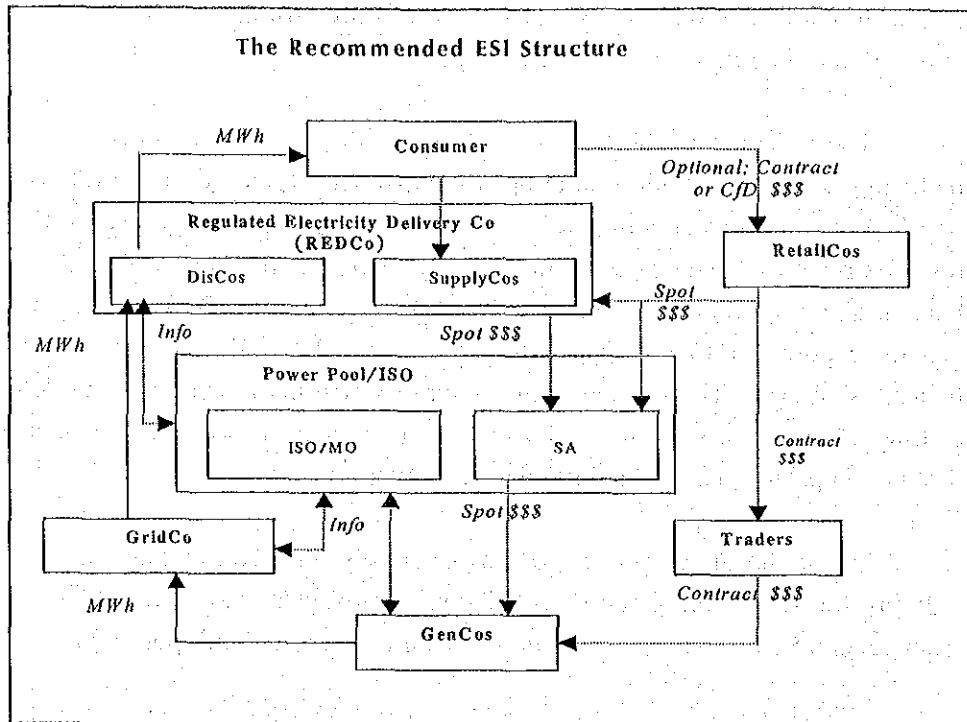 The Recommended ESI Structure
MWh
Consumer
Optional; Contract
or CfD $$$
Regulated Electricity Delivery Co
(REDCo)
DisCos
SupplyCos
RetailCos
Spot
$$$
MWh
Info
Spot $$$
Power Pool/ISO
ISO/MO
SA
Contract
$$$
GridCo
Info
Spot $$$
Traders
MWh
Contract $$$
GenCos